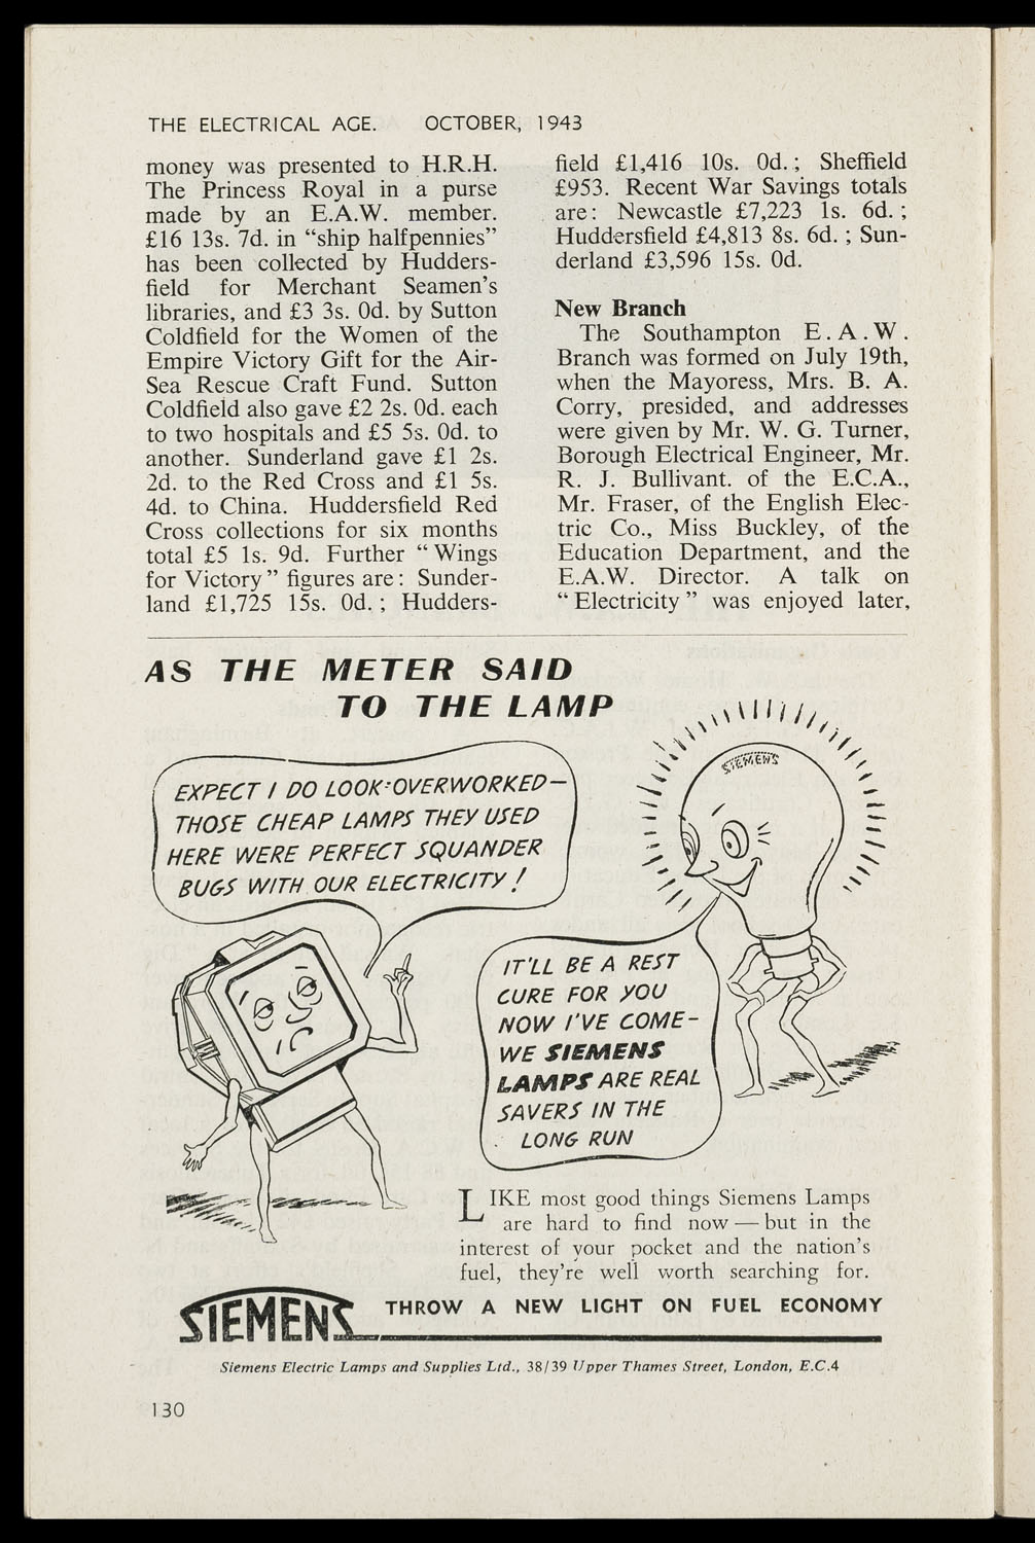 THE ELECTRICAL AGE. OCTOBER, 1943
money was presented to H.R.H.
The Princess Royal in a purse
made by an E.A.W. member.
£16 13s. 7d. in “ship halfpennies”
has been collected by Hudders-
field for Merchant Seamen's
libraries, and £3 3s. 0d. by Sutton
Coldfield for the Women of the
Empire Victory Gift for the Air-
Sea Rescue Craft Fund. Sutton
Coldfield also gave £2 2s. 0d. each
to two hospitals and £5 5s. 0d. to
another. Sunderland gave £1 2s.
2d. to the Red Cross and £1 5s.
4d. to China. Huddersfield Red
Cross collections for six months
total £5 1s. 9d. Further “Wings
for Victory” figures are: Sunder-
land £1,725 15s. 0d.; Hudders-
field £1,416 10s. 0d.; Sheffield
£953. Recent War Savings totals
are: Newcastle £7,223 1s. 6d.;
Huddersfield £4,813 8s. 6d.; Sun-
derland £3,596 15s. 0d.
New Branch
The Southampton E.A.W.
Branch was formed on July 19th,
when the Mayoress, Mrs. B. A.
Corry, presided, and addresses
were given by Mr. W. G. Turner,
Borough Electrical Engineer, Mr.
R. J. Bullivant. of the E.C.A.,
Mr. Fraser, of the English Elec-
tric Co., Miss Buckley, of the
Education Department, and the
E.A.W. Director. A talk on
“Electricity” was enjoyed later,
AS THE METER SAID
TO THE LAMP
SIEMENS
EXPECT I DO LOOK OVERWORKED—
THOSE CHEAP LAMPS THEY USED
HERE WERE PERFECT SQUANDER
BUGS WITH OUR ELECTRICITY!
IT'LL BE A REST
CURE FOR YOU
NOW I'VE COME—
WE SIEMENS
LAMPS ARE REAL
SAVERS IN THE
LONG RUN
LIKE most good things Siemens Lamps
are hard to find now — but in the
interest of your pocket and the nation's
fuel, they're well worth searching for.
SIEMENS THROW A NEW LIGHT ON FUEL ECONOMY
Siemens Electric Lamps and Supplies Ltd., 38/39 Upper Thames Street, London, E.C.4
130